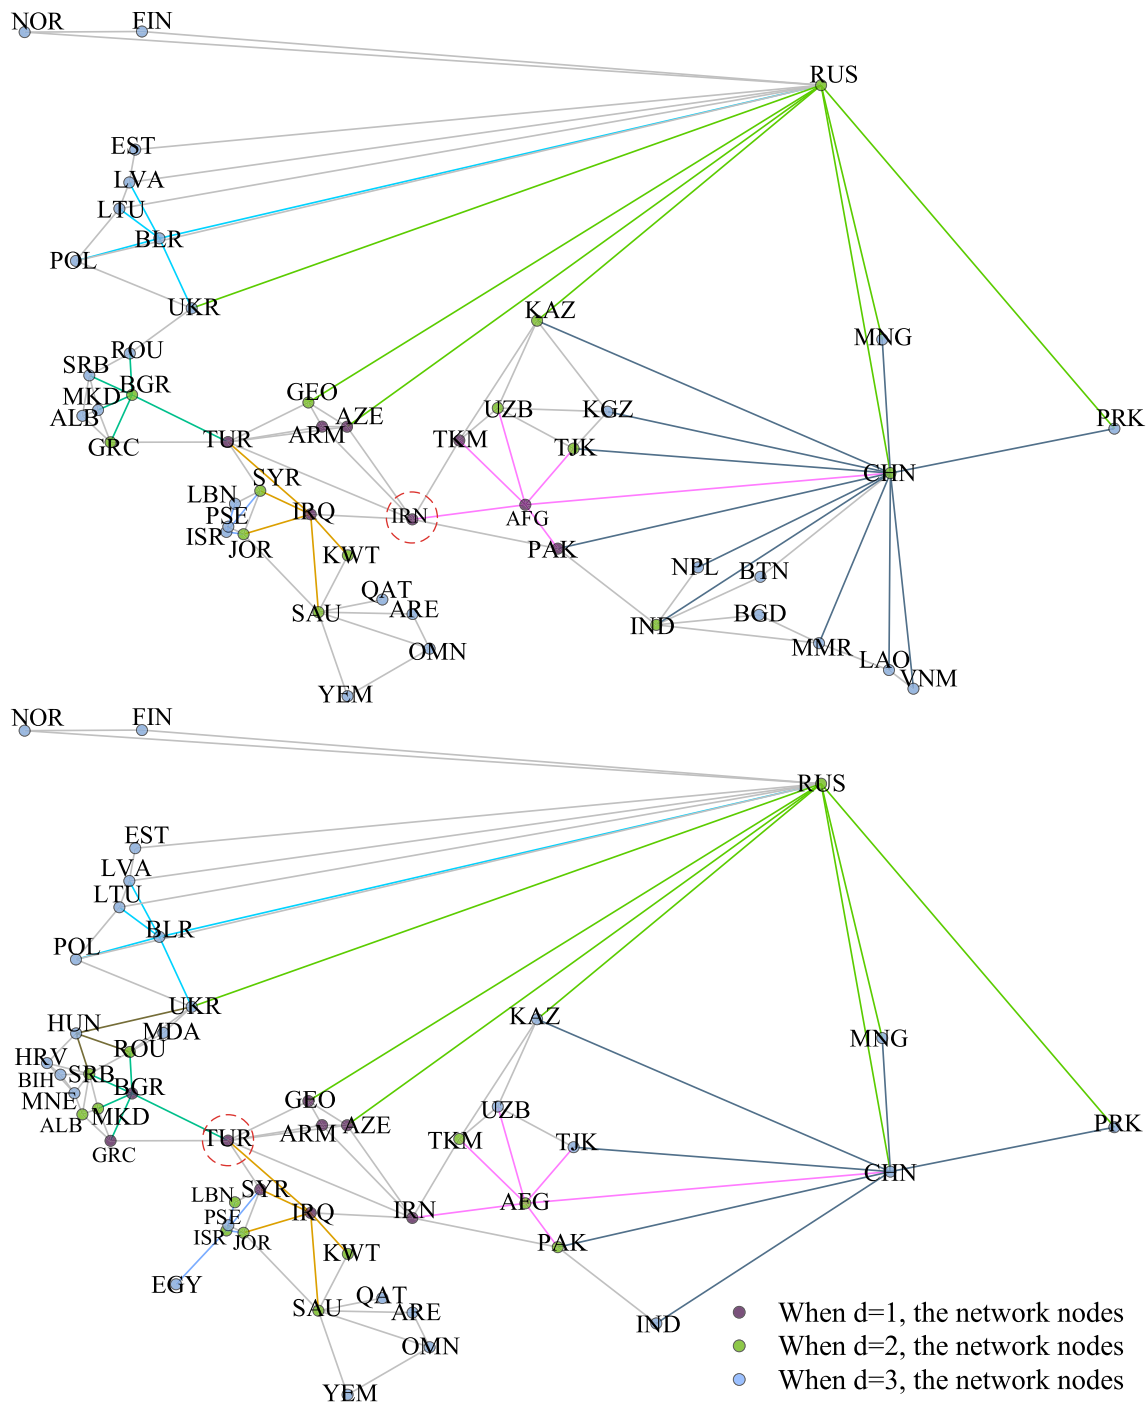 NOR FIN
RUS
EST
LVA
LTU
BLR
POL
UKR
KAZ
MNG
ROU
SRB
BGR
MKD
GEO
AZE
UZB
KGZ
PRK
ALB
GRC
TUR
ARM
TKM
TJK
CHN
SYR
LBN
PSE
IRQ
IRN
AFG
ISR
JOR
KWT
PAK
NPL
BTN
QAT
ARE
SAU
IND
BGD
MMR
OMN
LAO
VNM
YEM
NOR FIN
RUS
EST
LVA
LTU
BLR
POL
UKR
KAZ
HUN
MDA
MNG
ROU
HRV
SRB
BIH
BGR
MNE
GEO
UZB
ALB
MKD
ARM
AZE
PRK
GRC
TUR
TKM
TJK
CHN
LBN
SYR
PSE
IRQ
IRN
AFG
ISR
JOR
KWT
PAK
EGY
QAT
SAU
ARE
IND
OMN
YEM
When d=1, the network nodes
When d=2, the network nodes
When d=3, the network nodes